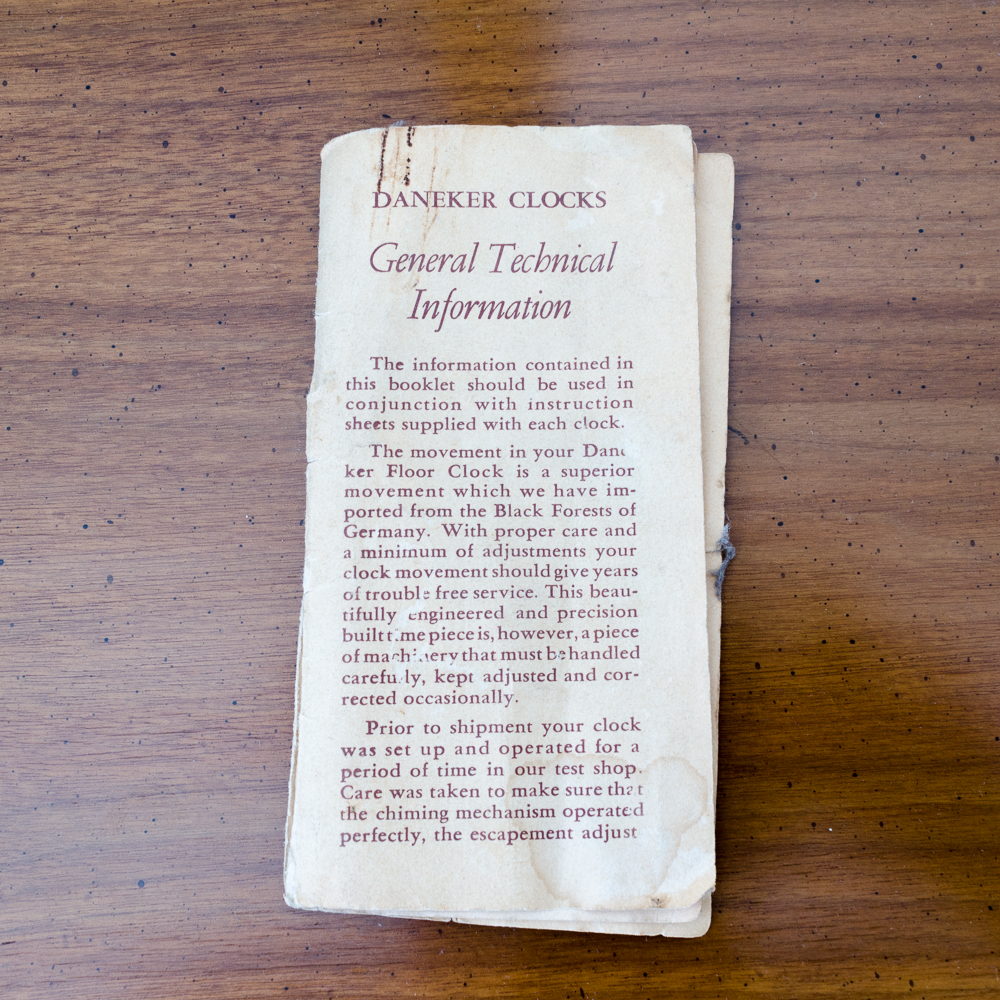 DANEKER CLOCKS
General Technical
Information
The information contained in
this booklet should be used in
conjunction with instruction
sheets supplied with each clock.
The movement in your Dane
ker Floor Clock is a superior
movement which we have im-
ported from the Black Forests of
Germany. With proper care and
a minimum of adjustments your
clock movement should give years
of trouble free service. This beau-
tifully engineered and precision
built time piece is, however, a piece
of machinery that must be handled
carefully, kept adjusted and cor-
rected occasionally.
Prior to shipment your clock
was set up and operated for a
period of time in our test shop.
Care was taken to make sure that
the chiming mechanism operated
perfectly, the escapement adjust